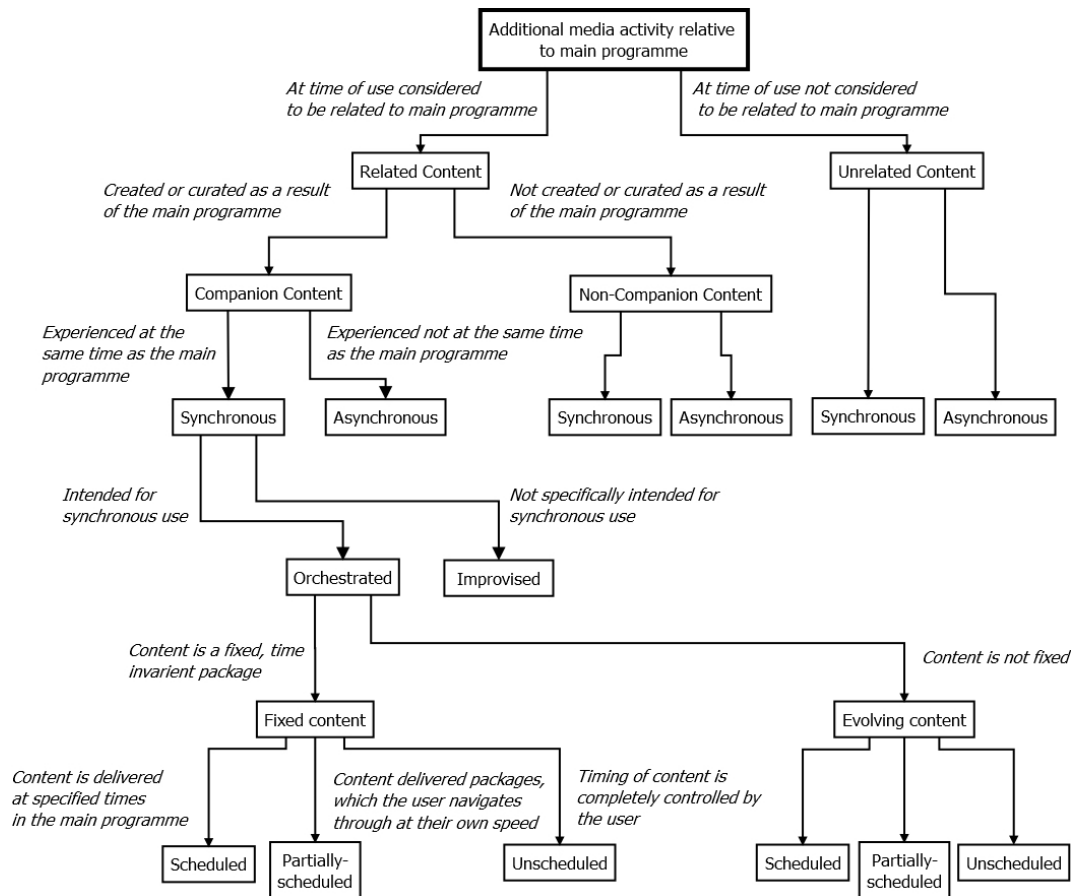 Additional media activity relative
to main programme
At time of use considered
to be related to main programme
At time of use not considered
to be related to main programme
Related Content
Unrelated Content
Created or curated as a result
of the main programme
Not created or curated as a result
of the main programme
Companion Content
Non-Companion Content
Experienced at the
same time as the main
programme
Experienced not at the same time
as the main programme
Synchronous
Asynchronous
Synchronous
Asynchronous
Synchronous
Asynchronous
Intended for
synchronous use
Not specifically intended for
synchronous use
Orchestrated
Improvised
Content is a fixed, time
invarient package
Content is not fixed
Fixed content
Evolving content
Content is delivered
at specified times
in the main programme
Content delivered packages,
which the user navigates
through at their own speed
Timing of content is
completely controlled by
the user
Scheduled
Partially-
scheduled
Unscheduled
Scheduled
Partially-
scheduled
Unscheduled